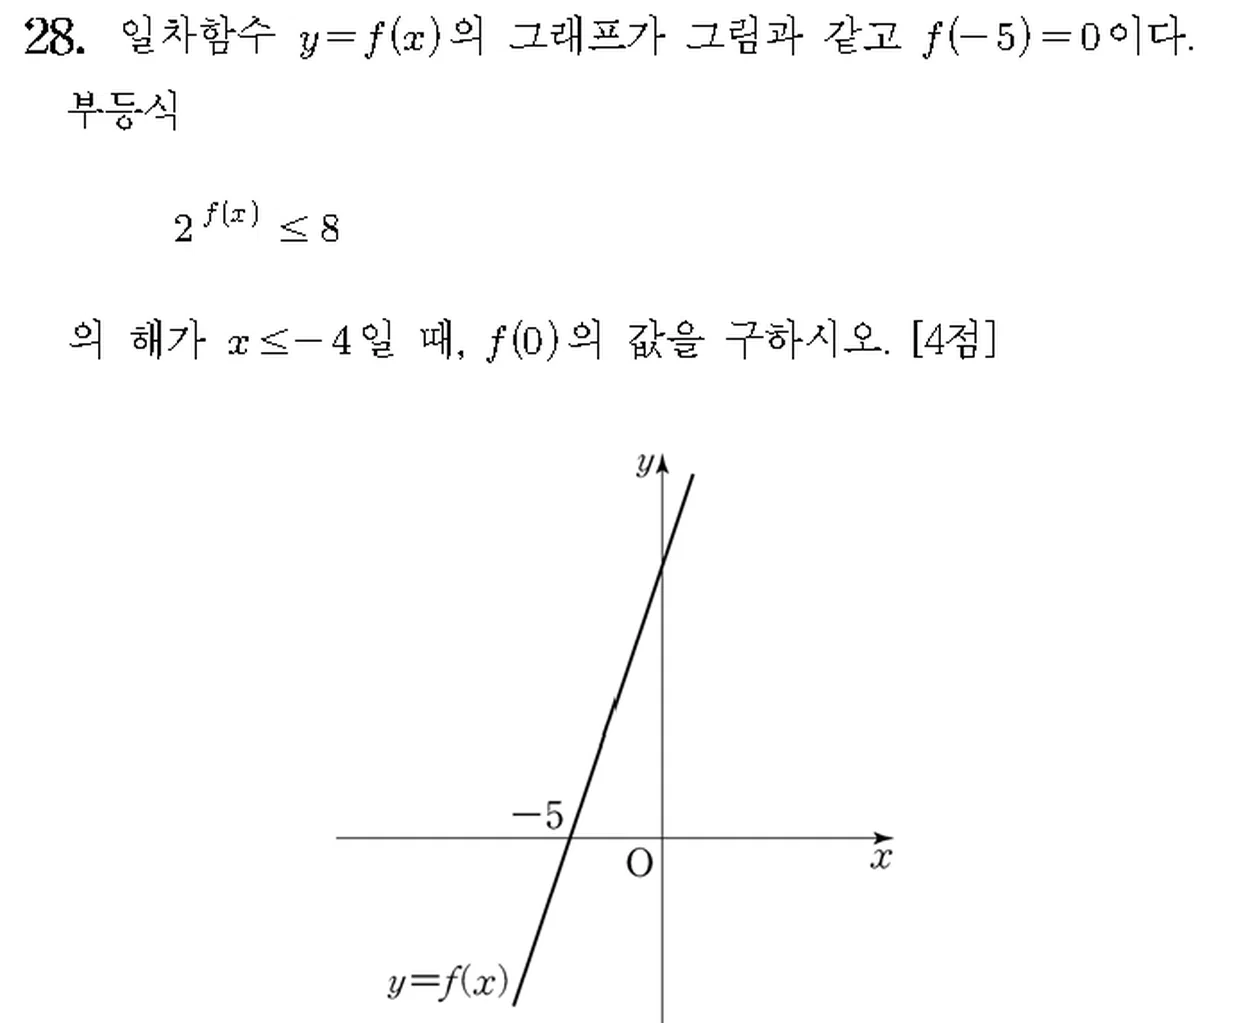 28. 일차함수 y=f(x)의 그래프가 그림과 같고 f(-5)=0이다.
부등식
2^{f(x)} ≤ 8
의 해가 x≤-4일 때, f(0)의 값을 구하시오. [4점]
y
-5
O
x
y=f(x)